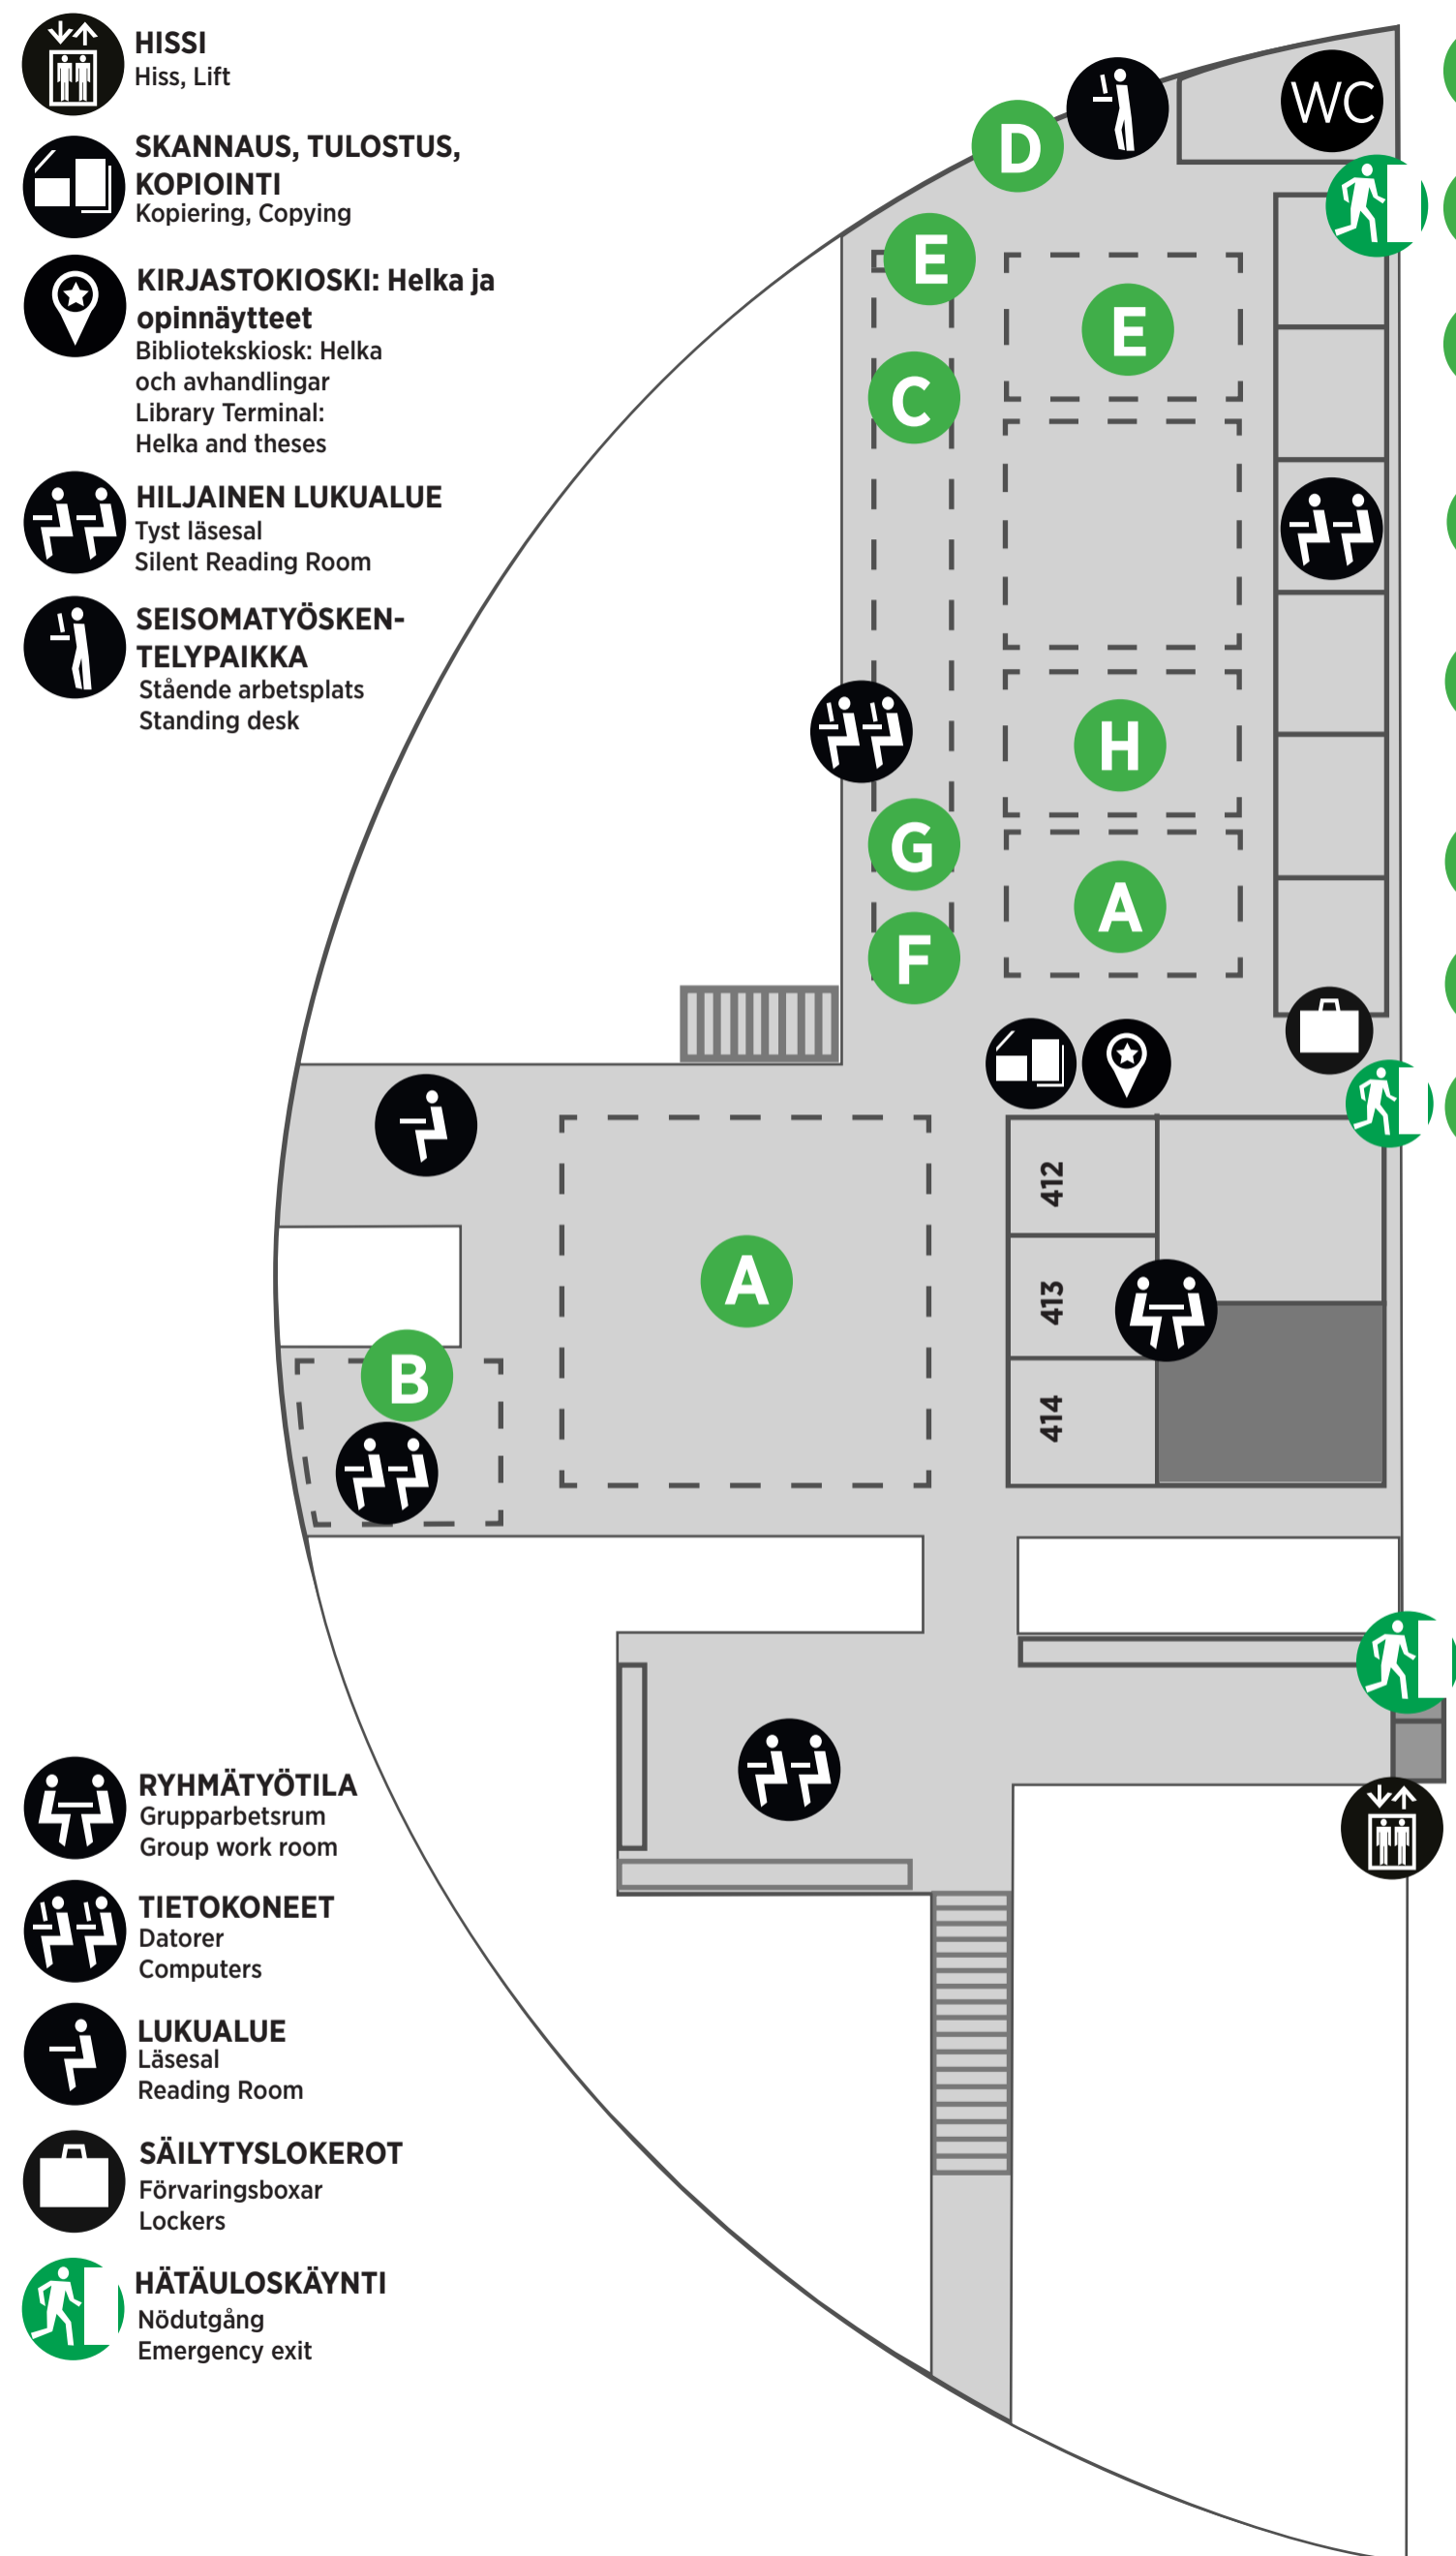 HISSI
Hiss, Lift
SKANNAUS, TULOSTUS,
KOPIOINTI
Kopiering, Copying
KIRJASTOKIOSKI: Helka ja
opinnäytteet
Bibliotekskiosk: Helka
och avhandlingar
Library Terminal:
Helka and theses
HILJAINEN LUKUALUE
Tyst läsesal
Silent Reading Room
SEISOMATYÖSKEN-
TELYPAIKKA
Stående arbetsplats
Standing desk
WC
D
E
E
C
H
G
A
F
412
A
413
B
414
RYHMÄTYÖTILA
Grupparbetsrum
Group work room
TIETOKONEET
Datorer
Computers
LUKUALUE
Läsesal
Reading Room
SÄILYTYSLOKEROT
Förvaringsboxar
Lockers
HÄTÄULOSKÄYNTI
Nödutgång
Emergency exit